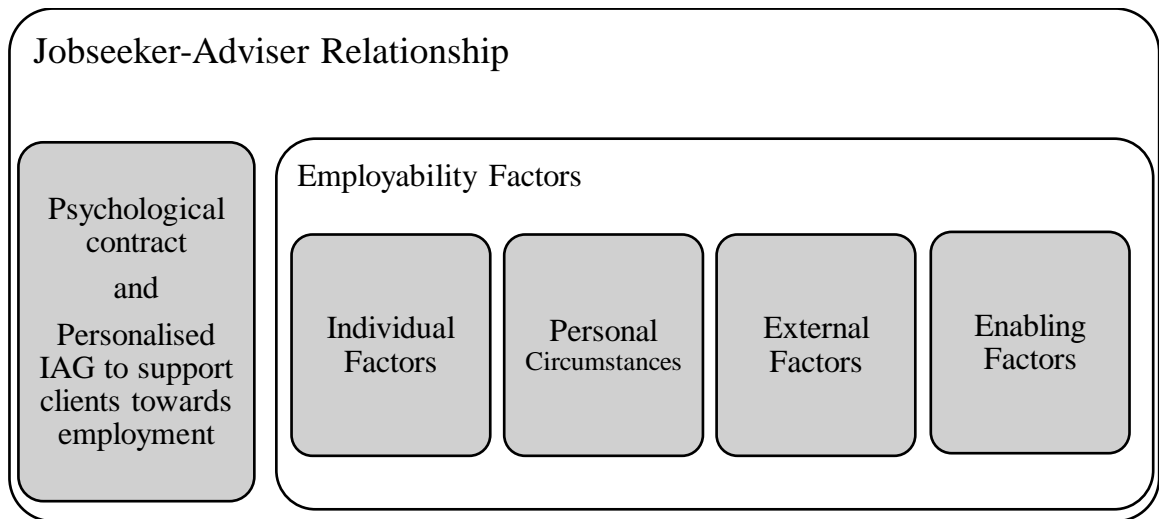 Jobseeker-Adviser Relationship
Psychological
contract
and
Personalised
IAG to support
clients towards
employment
Employability Factors
Individual
Factors
Personal
Circumstances
External
Factors
Enabling
Factors